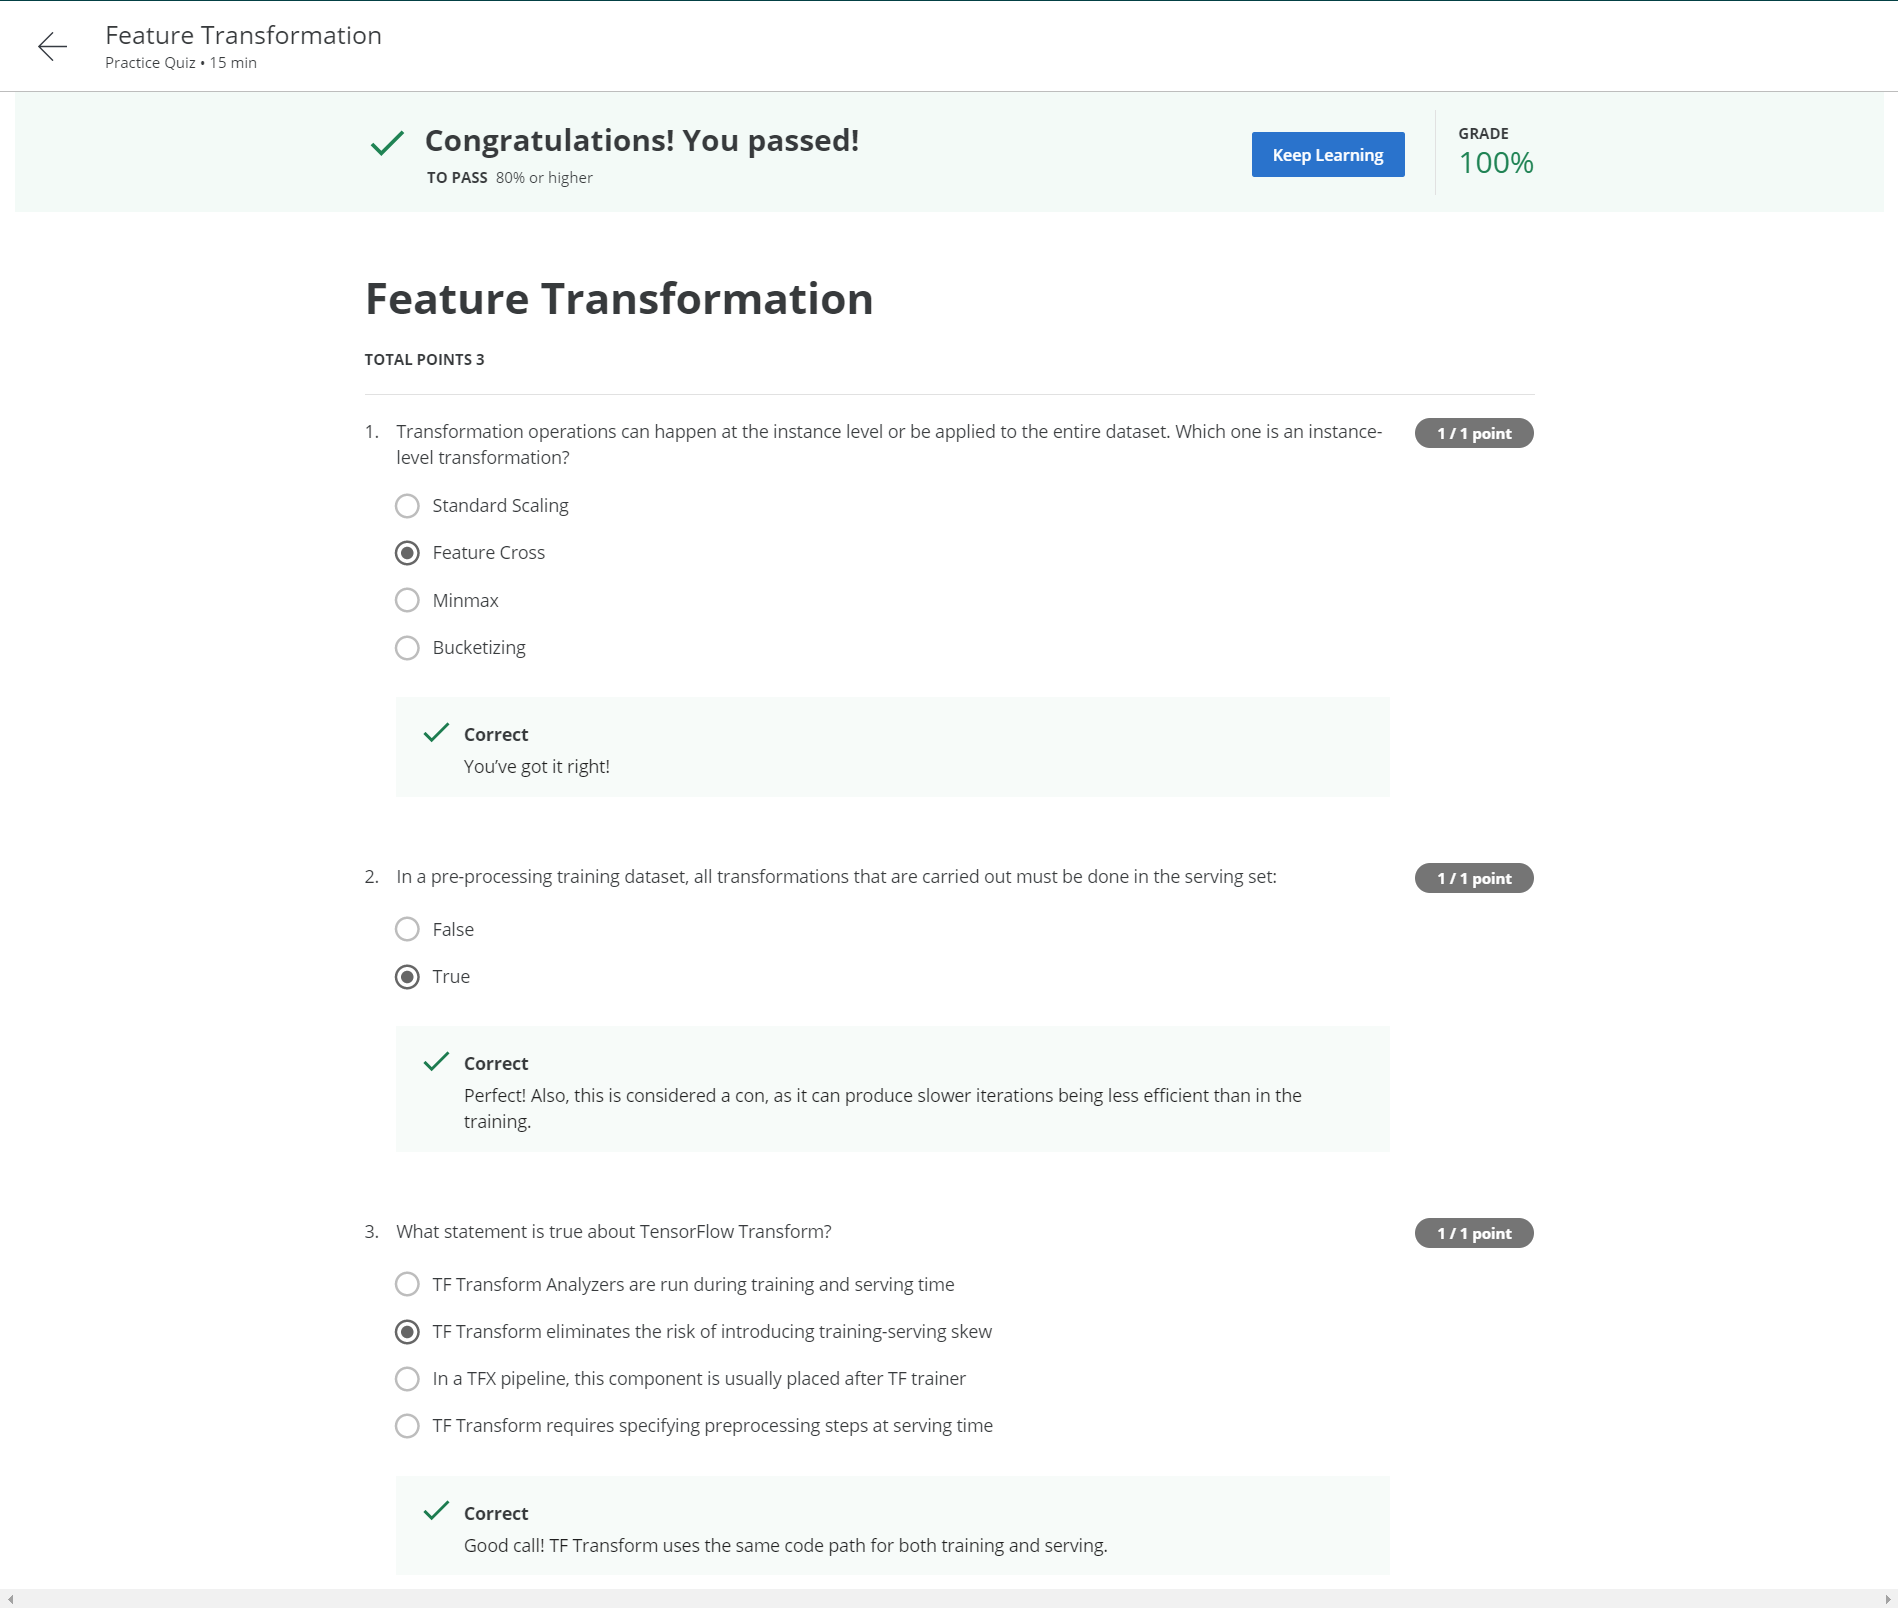 Feature Transformation
Practice Quiz • 15 min
Congratulations! You passed!
TO PASS 80% or higher
Keep Learning
GRADE
100%
Feature Transformation
TOTAL POINTS 3
1. Transformation operations can happen at the instance level or be applied to the entire dataset. Which one is an instance-
level transformation?
1 / 1 point
Standard Scaling
Feature Cross
Minmax
Bucketizing
Correct
You’ve got it right!
2. In a pre-processing training dataset, all transformations that are carried out must be done in the serving set:
1 / 1 point
False
True
Correct
Perfect! Also, this is considered a con, as it can produce slower iterations being less efficient than in the
training.
3. What statement is true about TensorFlow Transform?
1 / 1 point
TF Transform Analyzers are run during training and serving time
TF Transform eliminates the risk of introducing training-serving skew
In a TFX pipeline, this component is usually placed after TF trainer
TF Transform requires specifying preprocessing steps at serving time
Correct
Good call! TF Transform uses the same code path for both training and serving.